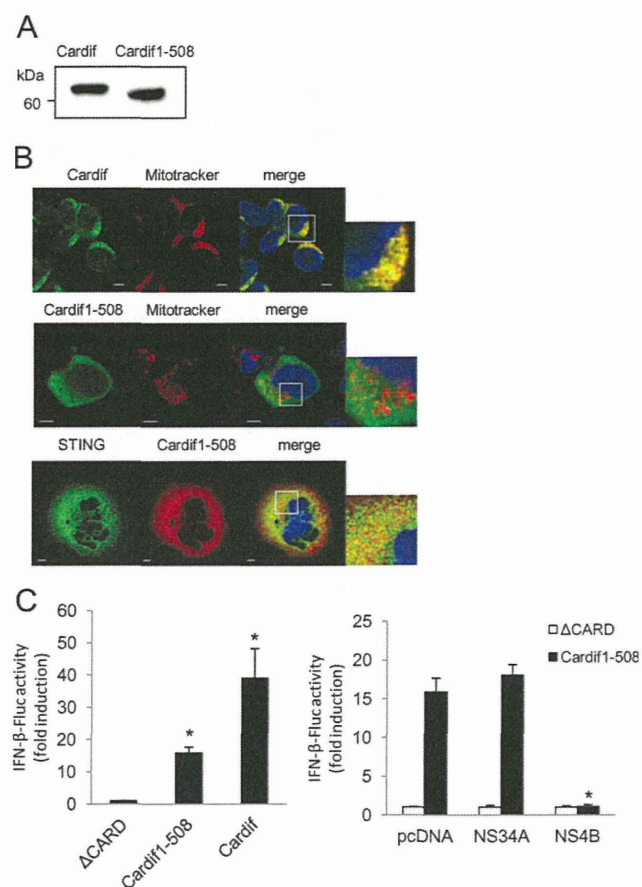 A
Cardif Cardif1-508
kDa
60
B
Cardif Mitotracker merge
Cardif1-508 Mitotracker merge
STING Cardif1-508 merge
C
IFN-β-Fluc activity
(fold induction)
60
50
40
30
20
10
0
*
*
ΔCARD
Cardif1-508
Cardif
IFN-β-Fluc activity
(fold induction)
25
20
15
10
5
0
ΔCARD
Cardif1-508
*
pcDNA NS34A NS4B